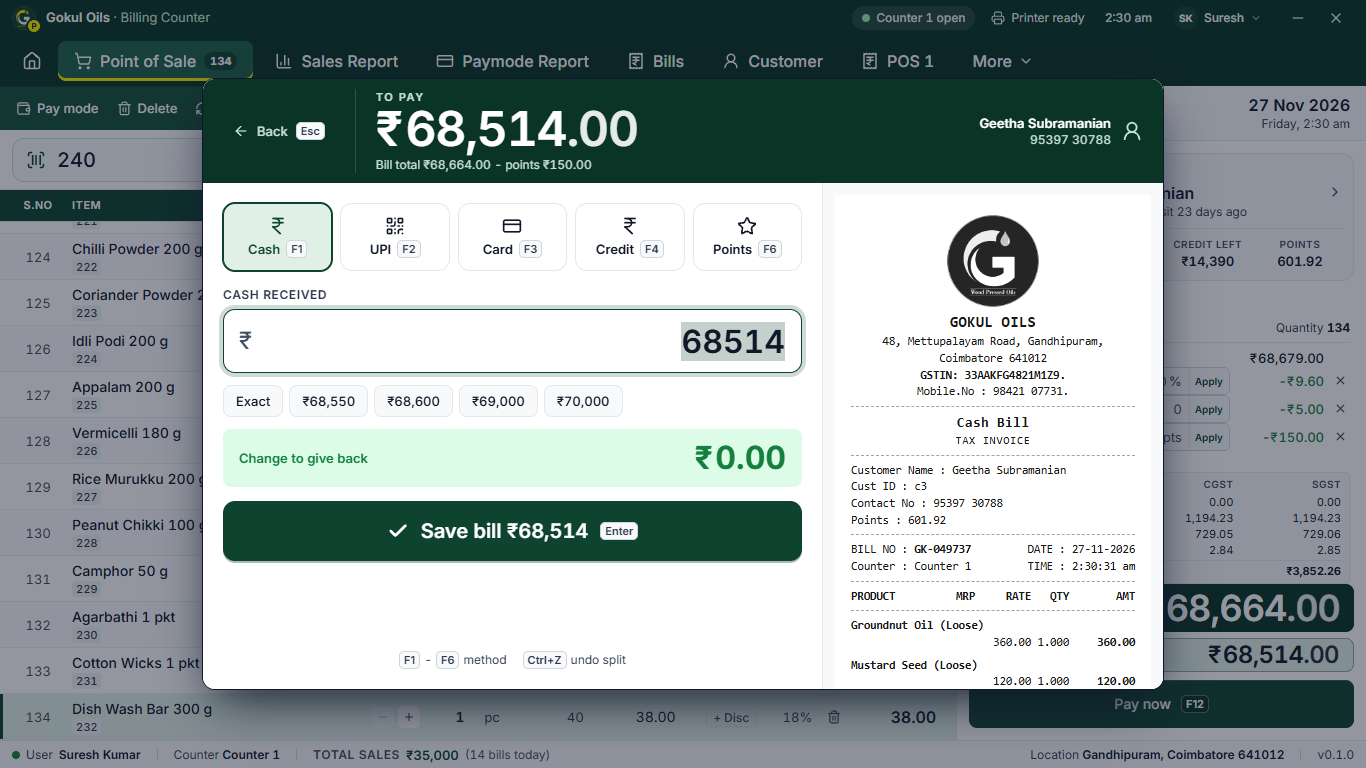 Gokul Oils · Billing Counter
Counter 1 open
Printer ready
2:30 am
SK Suresh
Point of Sale 134
Sales Report
Paymode Report
Bills
Customer
POS 1
More
Pay mode
Delete
27 Nov 2026
Friday, 2:30 am
240
S.NO ITEM
124 Chilli Powder 200 g
222
125 Coriander Powder
223
126 Idli Podi 200 g
224
127 Appalam 200 g
225
128 Vermicelli 180 g
226
129 Rice Murukku 200 g
227
130 Peanut Chikki 100 g
228
131 Camphor 50 g
229
132 Agarbathi 1 pkt
230
133 Cotton Wicks 1 pkt
231
134 Dish Wash Bar 300 g
232
− + 1 pc 40 38.00 + Disc 18% 38.00
Back Esc
TO PAY
₹68,514.00
Bill total ₹68,664.00 - points ₹150.00
Geetha Subramanian
95397 30788
Cash F1
UPI F2
Card F3
Credit F4
Points F6
CASH RECEIVED
₹ 68514
Exact ₹68,550 ₹68,600 ₹69,000 ₹70,000
Change to give back ₹0.00
Save bill ₹68,514 Enter
F1 - F6 method Ctrl+Z undo split
G
Wood Pressed Oils
GOKUL OILS
48, Mettupalayam Road, Gandhipuram,
Coimbatore 641012
GSTIN: 33AAKFG4821M1Z9.
Mobile.No : 98421 07731.
Cash Bill
TAX INVOICE
Customer Name : Geetha Subramanian
Cust ID : c3
Contact No : 95397 30788
Points : 601.92
BILL NO : GK-049737 DATE : 27-11-2026
Counter : Counter 1 TIME : 2:30:31 am
PRODUCT MRP RATE QTY AMT
Groundnut Oil (Loose)
360.00 1.000 360.00
Mustard Seed (Loose)
120.00 1.000 120.00
23 days ago
CREDIT LEFT POINTS
₹14,390 601.92
Quantity 134
₹68,679.00
% Apply -₹9.60
0 Apply -₹5.00
pts Apply -₹150.00
CGST SGST
0.00 0.00
1,194.23 1,194.23
729.05 729.06
2.84 2.85
₹3,852.26
68,664.00
₹68,514.00
Pay now F12
User Suresh Kumar
Counter Counter 1
TOTAL SALES ₹35,000 (14 bills today)
Location Gandhipuram, Coimbatore 641012
v0.1.0